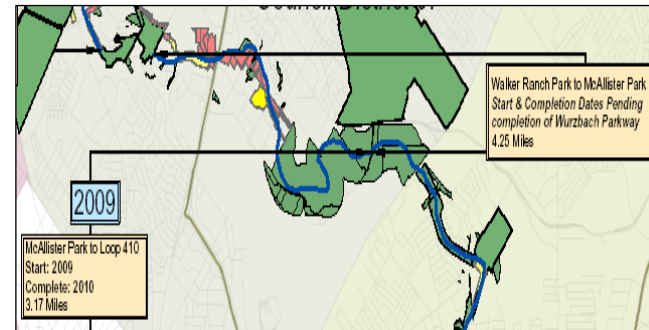 Walker Ranch Park to McAllister Park
Start & Completion Dates Pending
completion of Wurzbach Parkway
4.25 Miles
2009
McAllister Park to Loop 410
Start: 2009
Complete: 2010
3.17 Miles